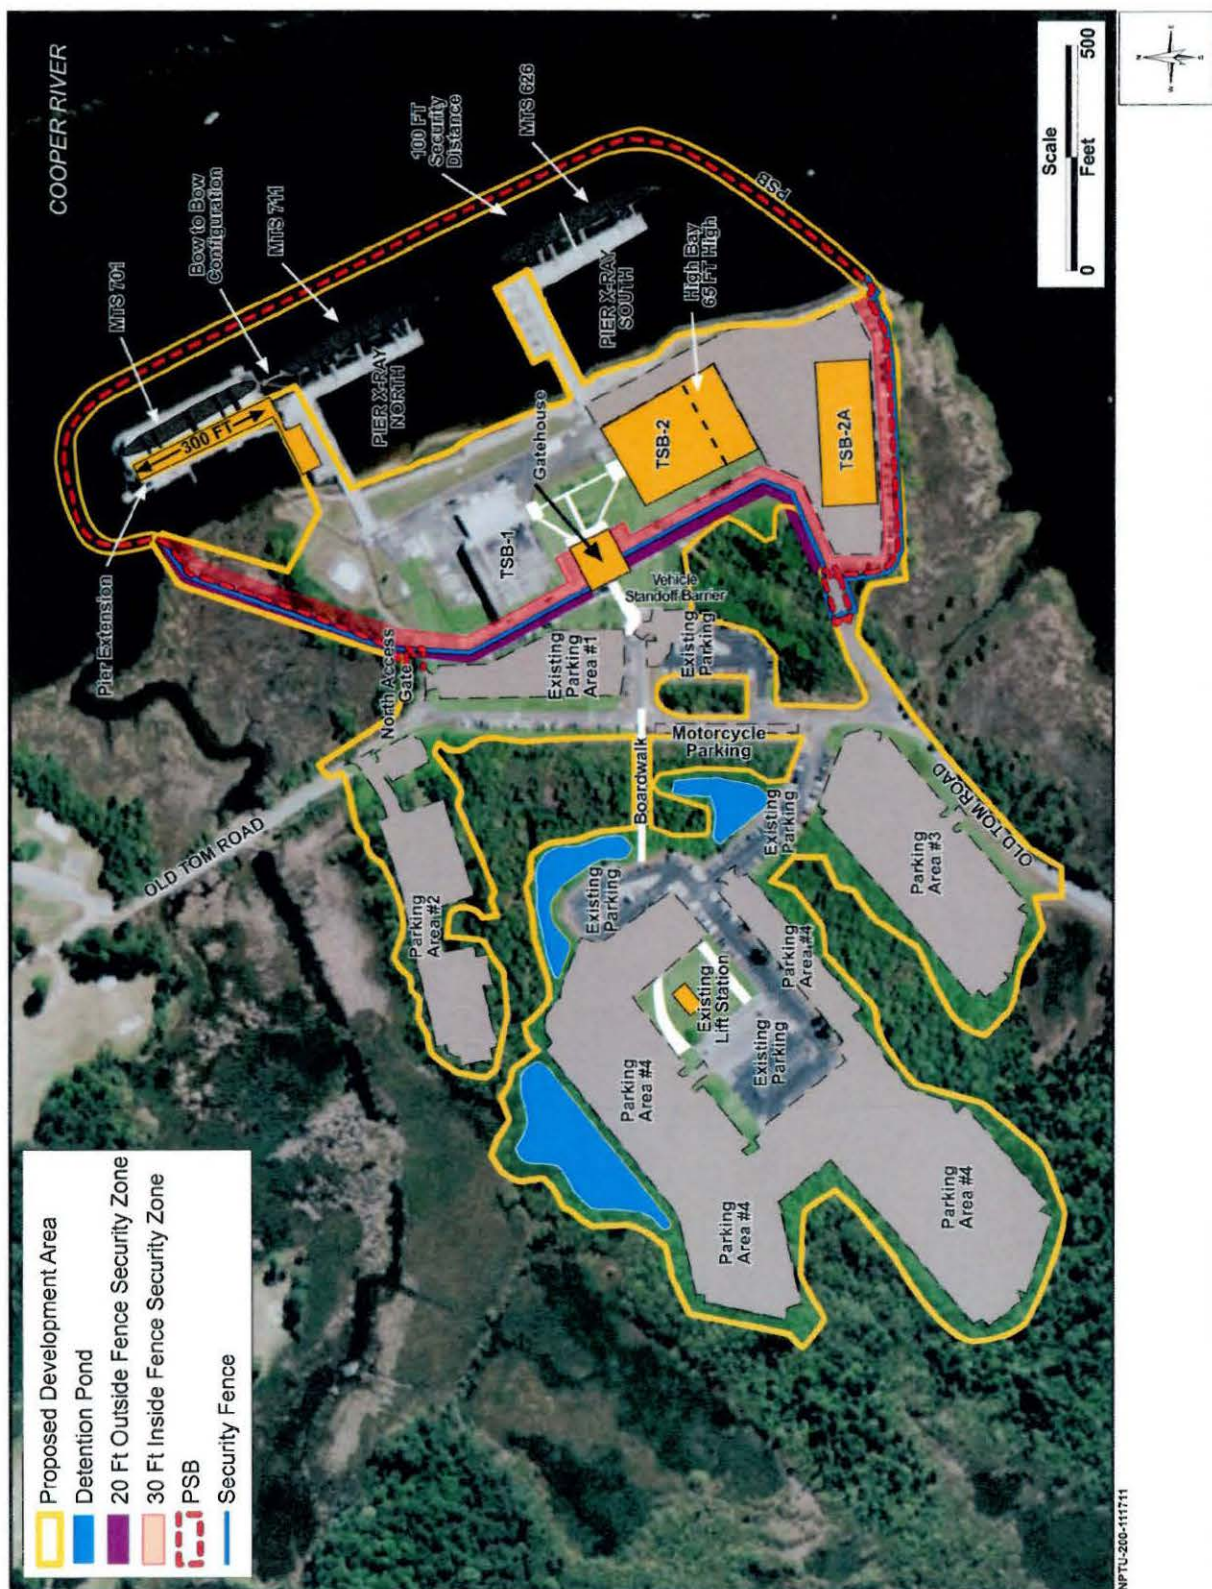 COOPER RIVER
MTS 701
Bow to Bow
Configuration
MTS 711
100 FT
Security
Distance
MTS 626
Scale
0
500
Feet
N
E
S
W
Pier Extension
300 FT
PIER X-RAY
NORTH
PIER X-RAY
SOUTH
PSB
High Bay
65 FT High
Gatehouse
TSB-1
TSB-2
TSB-2A
North Access
Gate
Vehicle
Standoff Barrier
Existing
Parking
Area #1
Existing
Parking
OLD TOM ROAD
Motorcycle
Parking
Boardwalk
Parking
Area #2
Existing
Parking
Existing
Parking
Parking
Area #3
OLD TOM ROAD
Existing
Lift Station
Parking
Area #4
Existing
Parking
Parking
Area #4
Parking
Area #4
Parking
Area #4
Proposed Development Area
Detention Pond
20 Ft Outside Fence Security Zone
30 Ft Inside Fence Security Zone
PSB
Security Fence
NPTU-200-111711